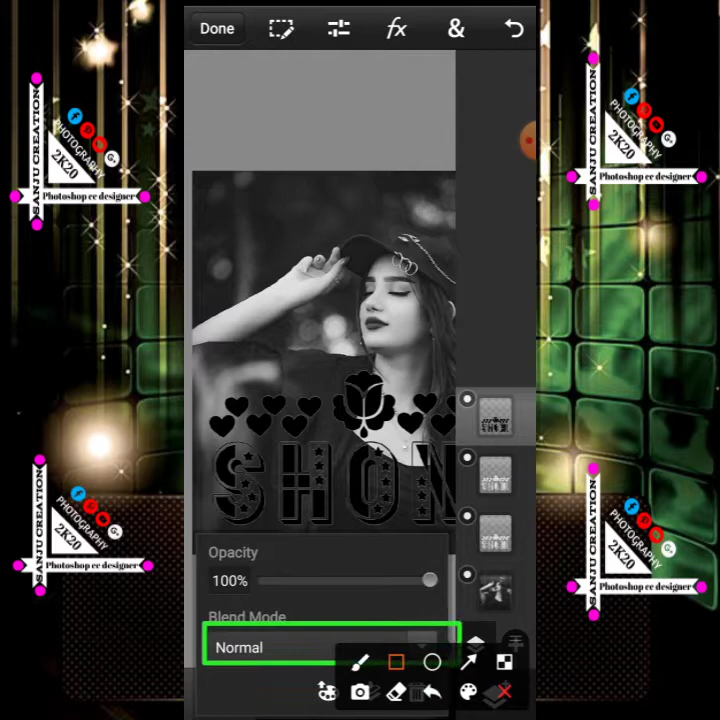 Done
fx
&
SANJU CREATION
PHOTOGRAPHY
2K20
Photoshop cc designer
f
G+
SANJU CREATION
PHOTOGRAPHY
2K20
Photoshop cc designer
f
G+
SHON
Opacity
100%
Blend Mode
Normal
SANJU CREATION
PHOTOGRAPHY
2K20
Photoshop cc designer
f
G+
SANJU CREATION
PHOTOGRAPHY
2K20
Photoshop cc designer
f
G+